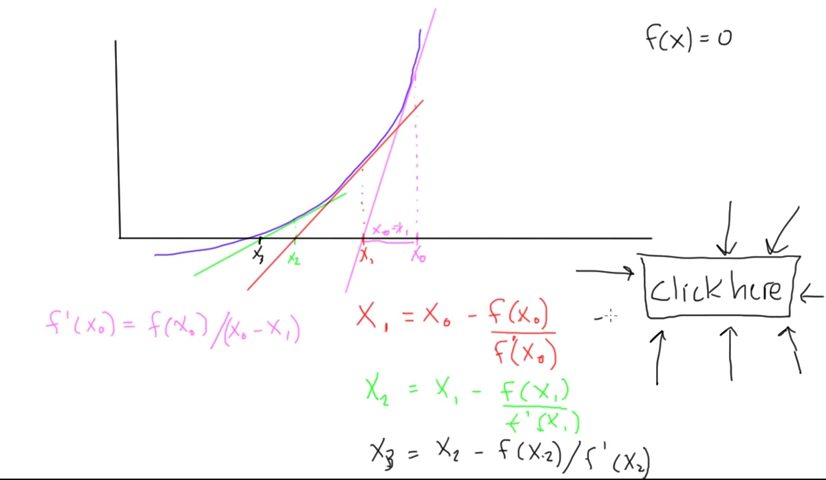 f(x) = 0
x₀-x₁
x₃ x₂ x₁ x₀
click here
f'(x₀) = f(x₀)/(x₀ - x₁)
x₁ = x₀ - f(x₀)/f'(x₀)
x₂ = x₁ - f(x₁)/f'(x₁)
x₃ = x₂ - f(x₂)/f'(x₂)